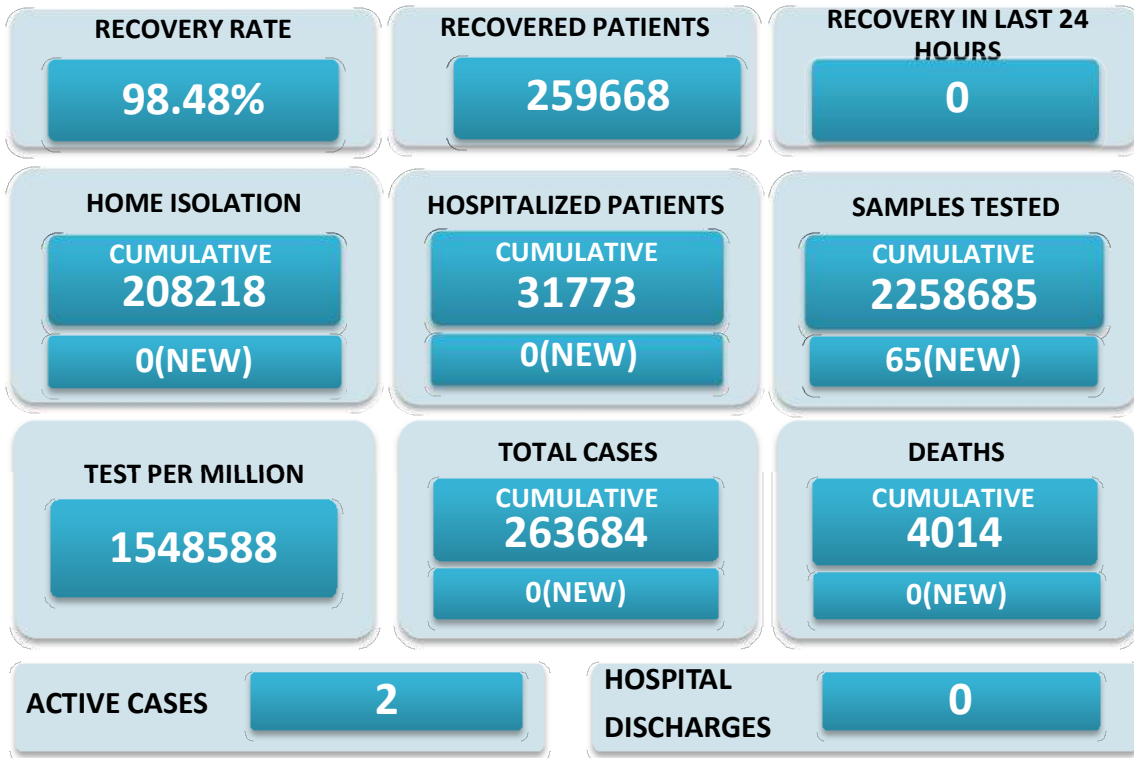 RECOVERY RATE
98.48%
RECOVERED PATIENTS
259668
RECOVERY IN LAST 24
HOURS
0
HOME ISOLATION
CUMULATIVE
208218
0(NEW)
HOSPITALIZED PATIENTS
CUMULATIVE
31773
0(NEW)
SAMPLES TESTED
CUMULATIVE
2258685
65(NEW)
TEST PER MILLION
1548588
TOTAL CASES
CUMULATIVE
263684
0(NEW)
DEATHS
CUMULATIVE
4014
0(NEW)
ACTIVE CASES
2
HOSPITAL
DISCHARGES
0